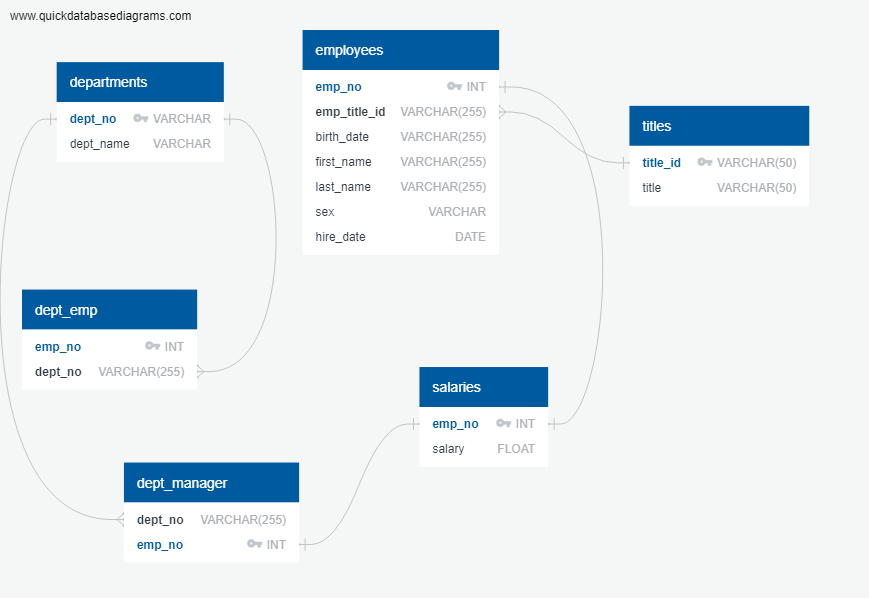 www.quickdatabasediagrams.com
departments
dept_no VARCHAR
dept_name VARCHAR
employees
emp_no INT
emp_title_id VARCHAR(255)
birth_date VARCHAR(255)
first_name VARCHAR(255)
last_name VARCHAR(255)
sex VARCHAR
hire_date DATE
titles
title_id VARCHAR(50)
title VARCHAR(50)
dept_emp
emp_no INT
dept_no VARCHAR(255)
salaries
emp_no INT
salary FLOAT
dept_manager
dept_no VARCHAR(255)
emp_no INT